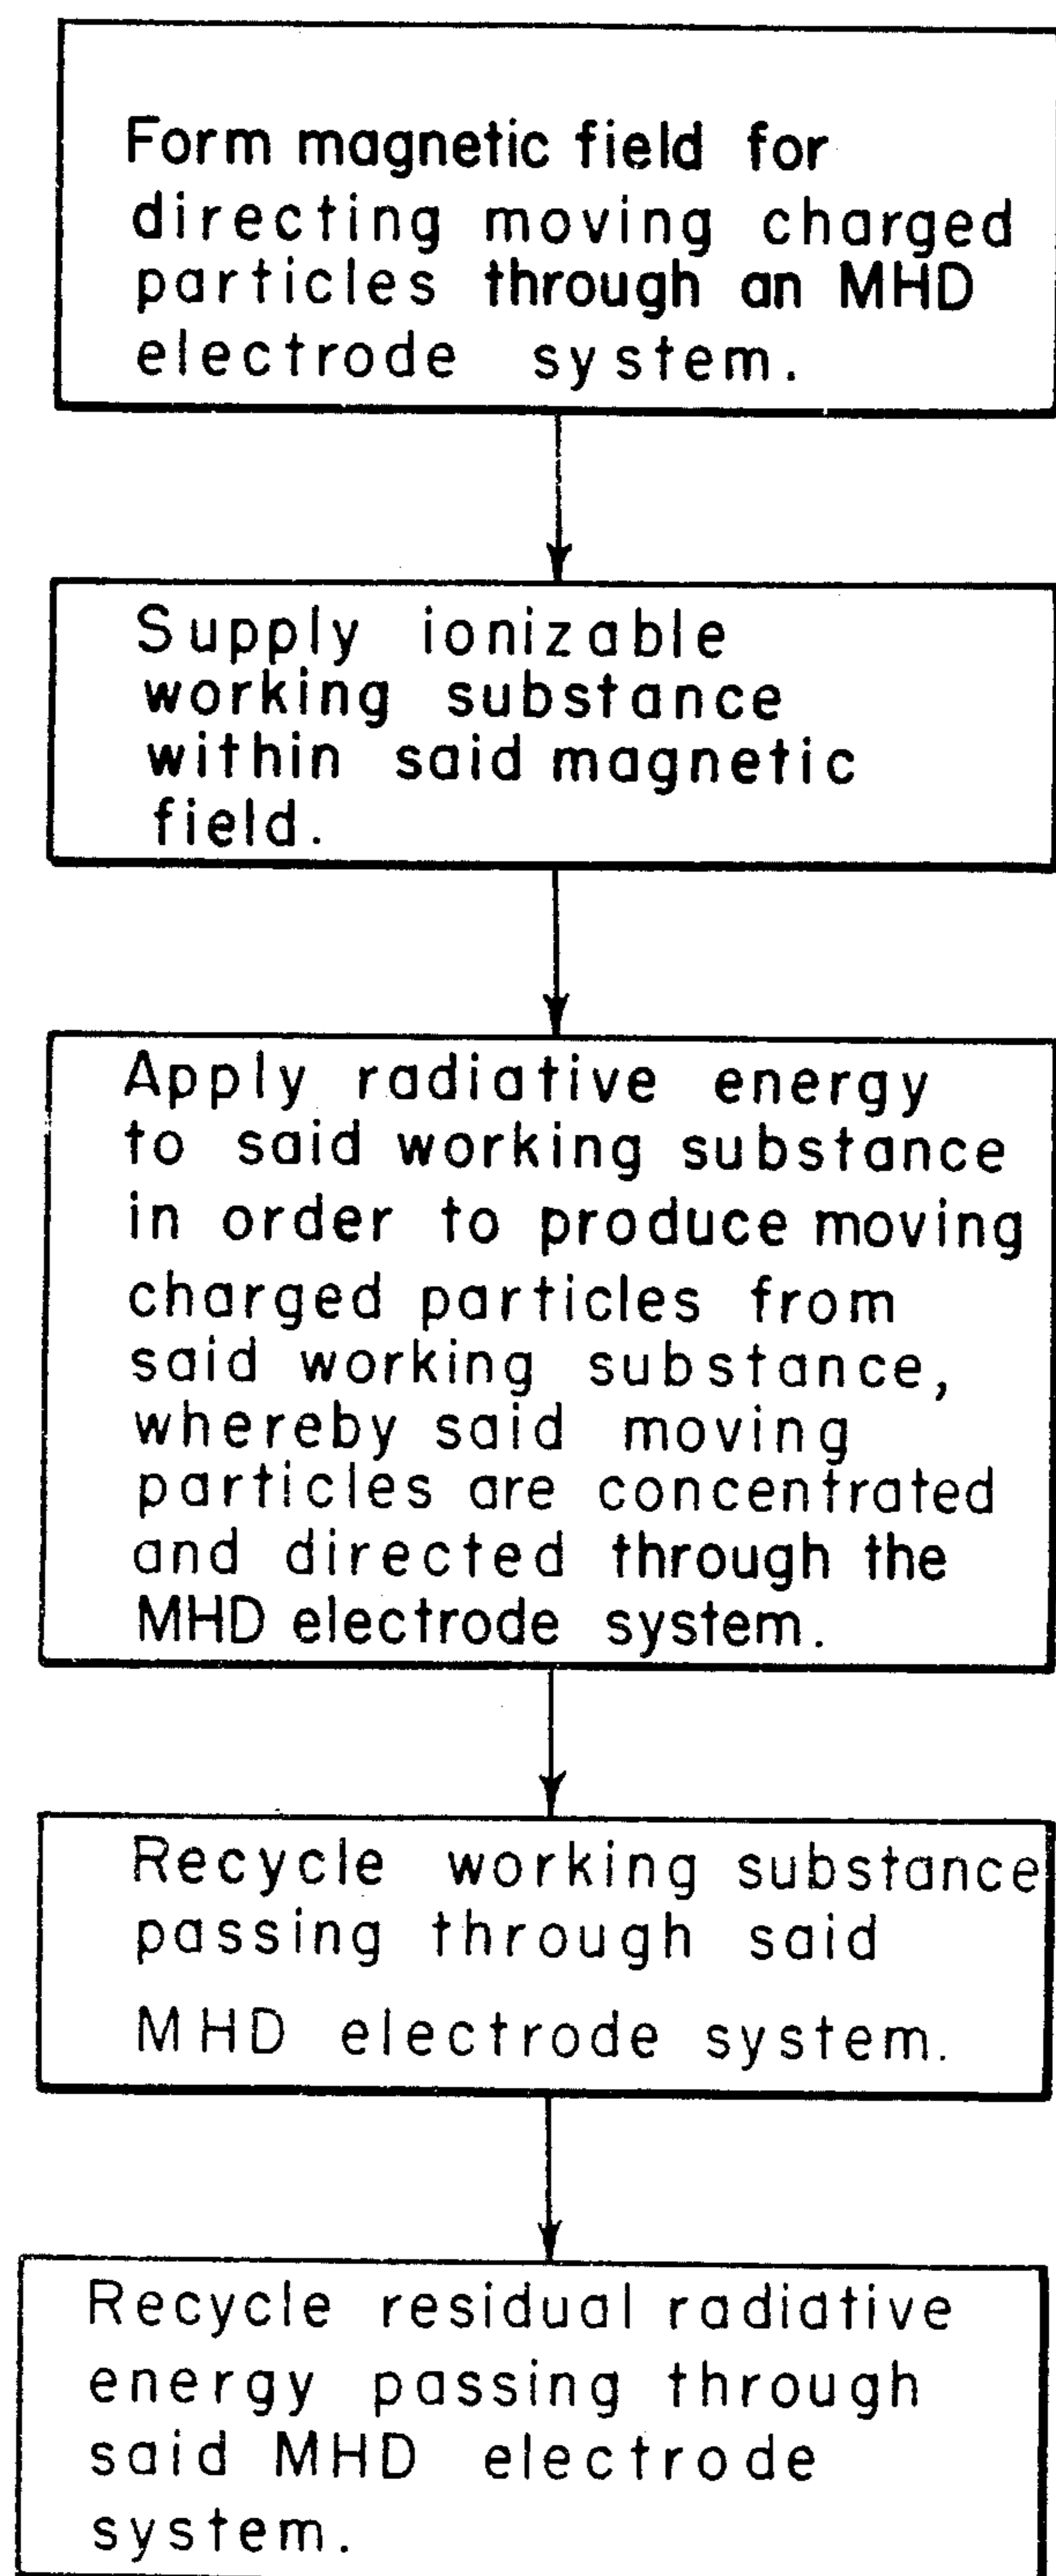 Form magnetic field for
directing moving charged
particles through an MHD
electrode system.
Supply ionizable
working substance
within said magnetic
field.
Apply radiative energy
to said working substance
in order to produce moving
charged particles from
said working substance,
whereby said moving
particles are concentrated
and directed through the
MHD electrode system.
Recycle working substance
passing through said
MHD electrode system.
Recycle residual radiative
energy passing through
said MHD electrode
system.